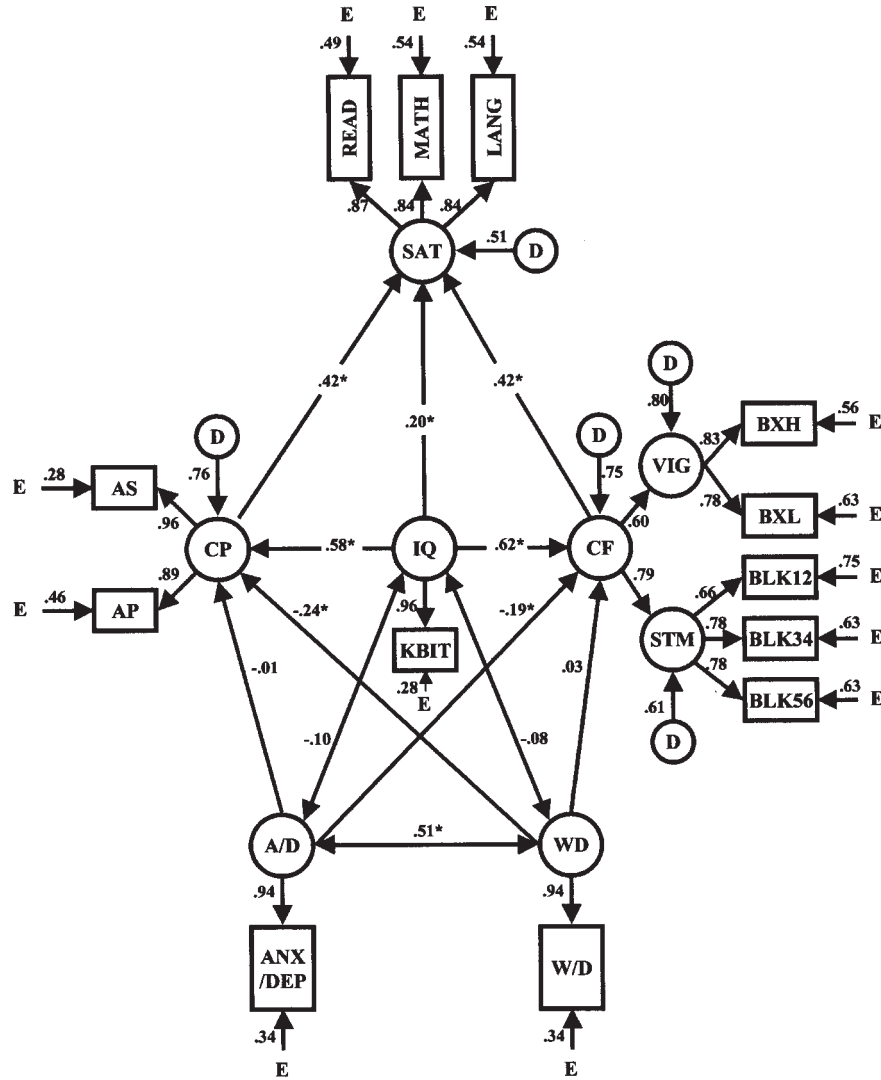 E E E
.49 .54 .54
READ MATH LANG
.87 .84 .84
SAT .51 D
D
.42* .42* .80
.20* BXH .56 E
D D .83
VIG
.28 AS .76 .75 .78
E .96 .60 BXL .63 E
CP .58* IQ .62* CF
.89 .79 BLK12 .75 E
.46 .96 .66
E AP -.24* -.19* STM .78 BLK34 .63 E
KBIT .78
-.01 .28 .03 BLK56 .63 E
E .61
-.10 -.08 D
A/D .51* WD
.94 .94
ANX
/DEP W/D
.34 .34
E E